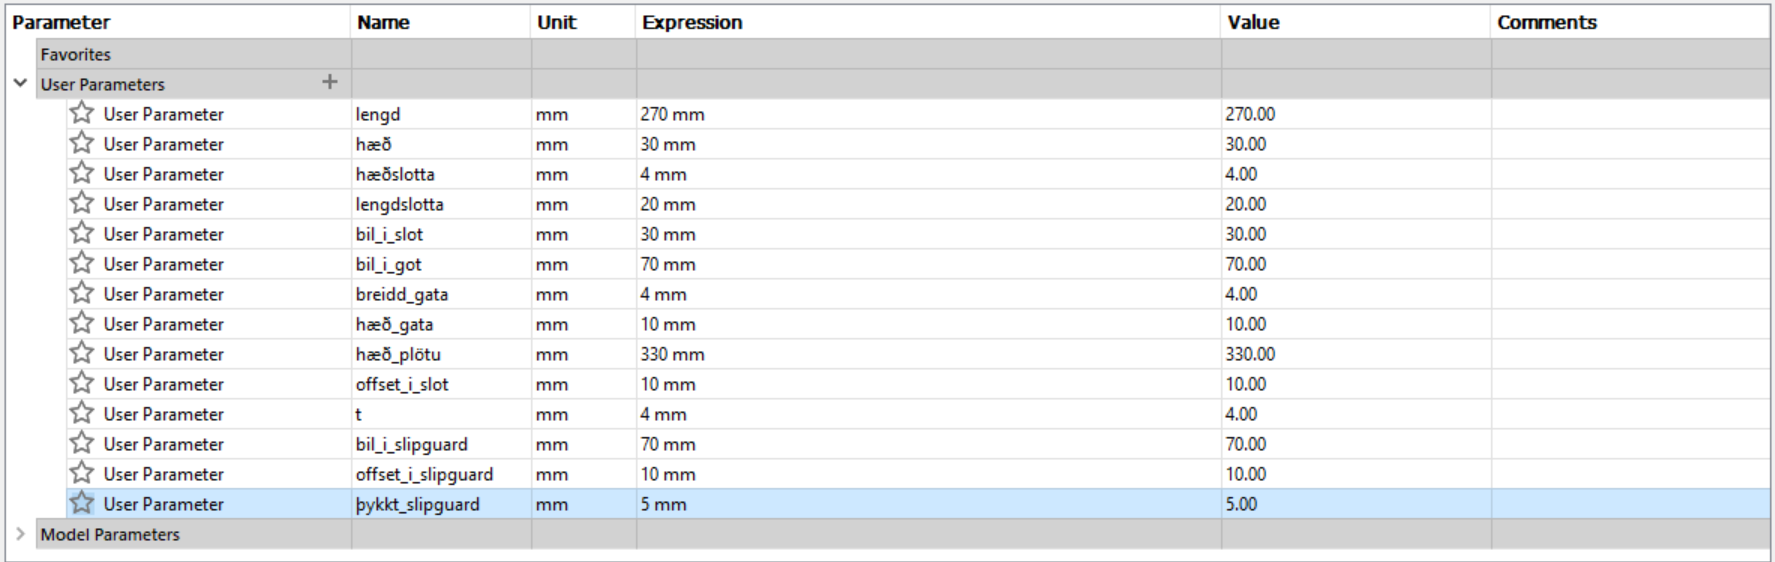 Parameter Name Unit Expression Value Comments
Favorites
User Parameters +
User Parameter lengd mm 270 mm 270.00
User Parameter hæð mm 30 mm 30.00
User Parameter hæðslotta mm 4 mm 4.00
User Parameter lengdslotta mm 20 mm 20.00
User Parameter bil_i_slot mm 30 mm 30.00
User Parameter bil_i_got mm 70 mm 70.00
User Parameter breidd_gata mm 4 mm 4.00
User Parameter hæð_gata mm 10 mm 10.00
User Parameter hæð_plötu mm 330 mm 330.00
User Parameter offset_i_slot mm 10 mm 10.00
User Parameter t mm 4 mm 4.00
User Parameter bil_i_slipguard mm 70 mm 70.00
User Parameter offset_i_slipguard mm 10 mm 10.00
User Parameter þykkt_slipguard mm 5 mm 5.00
Model Parameters